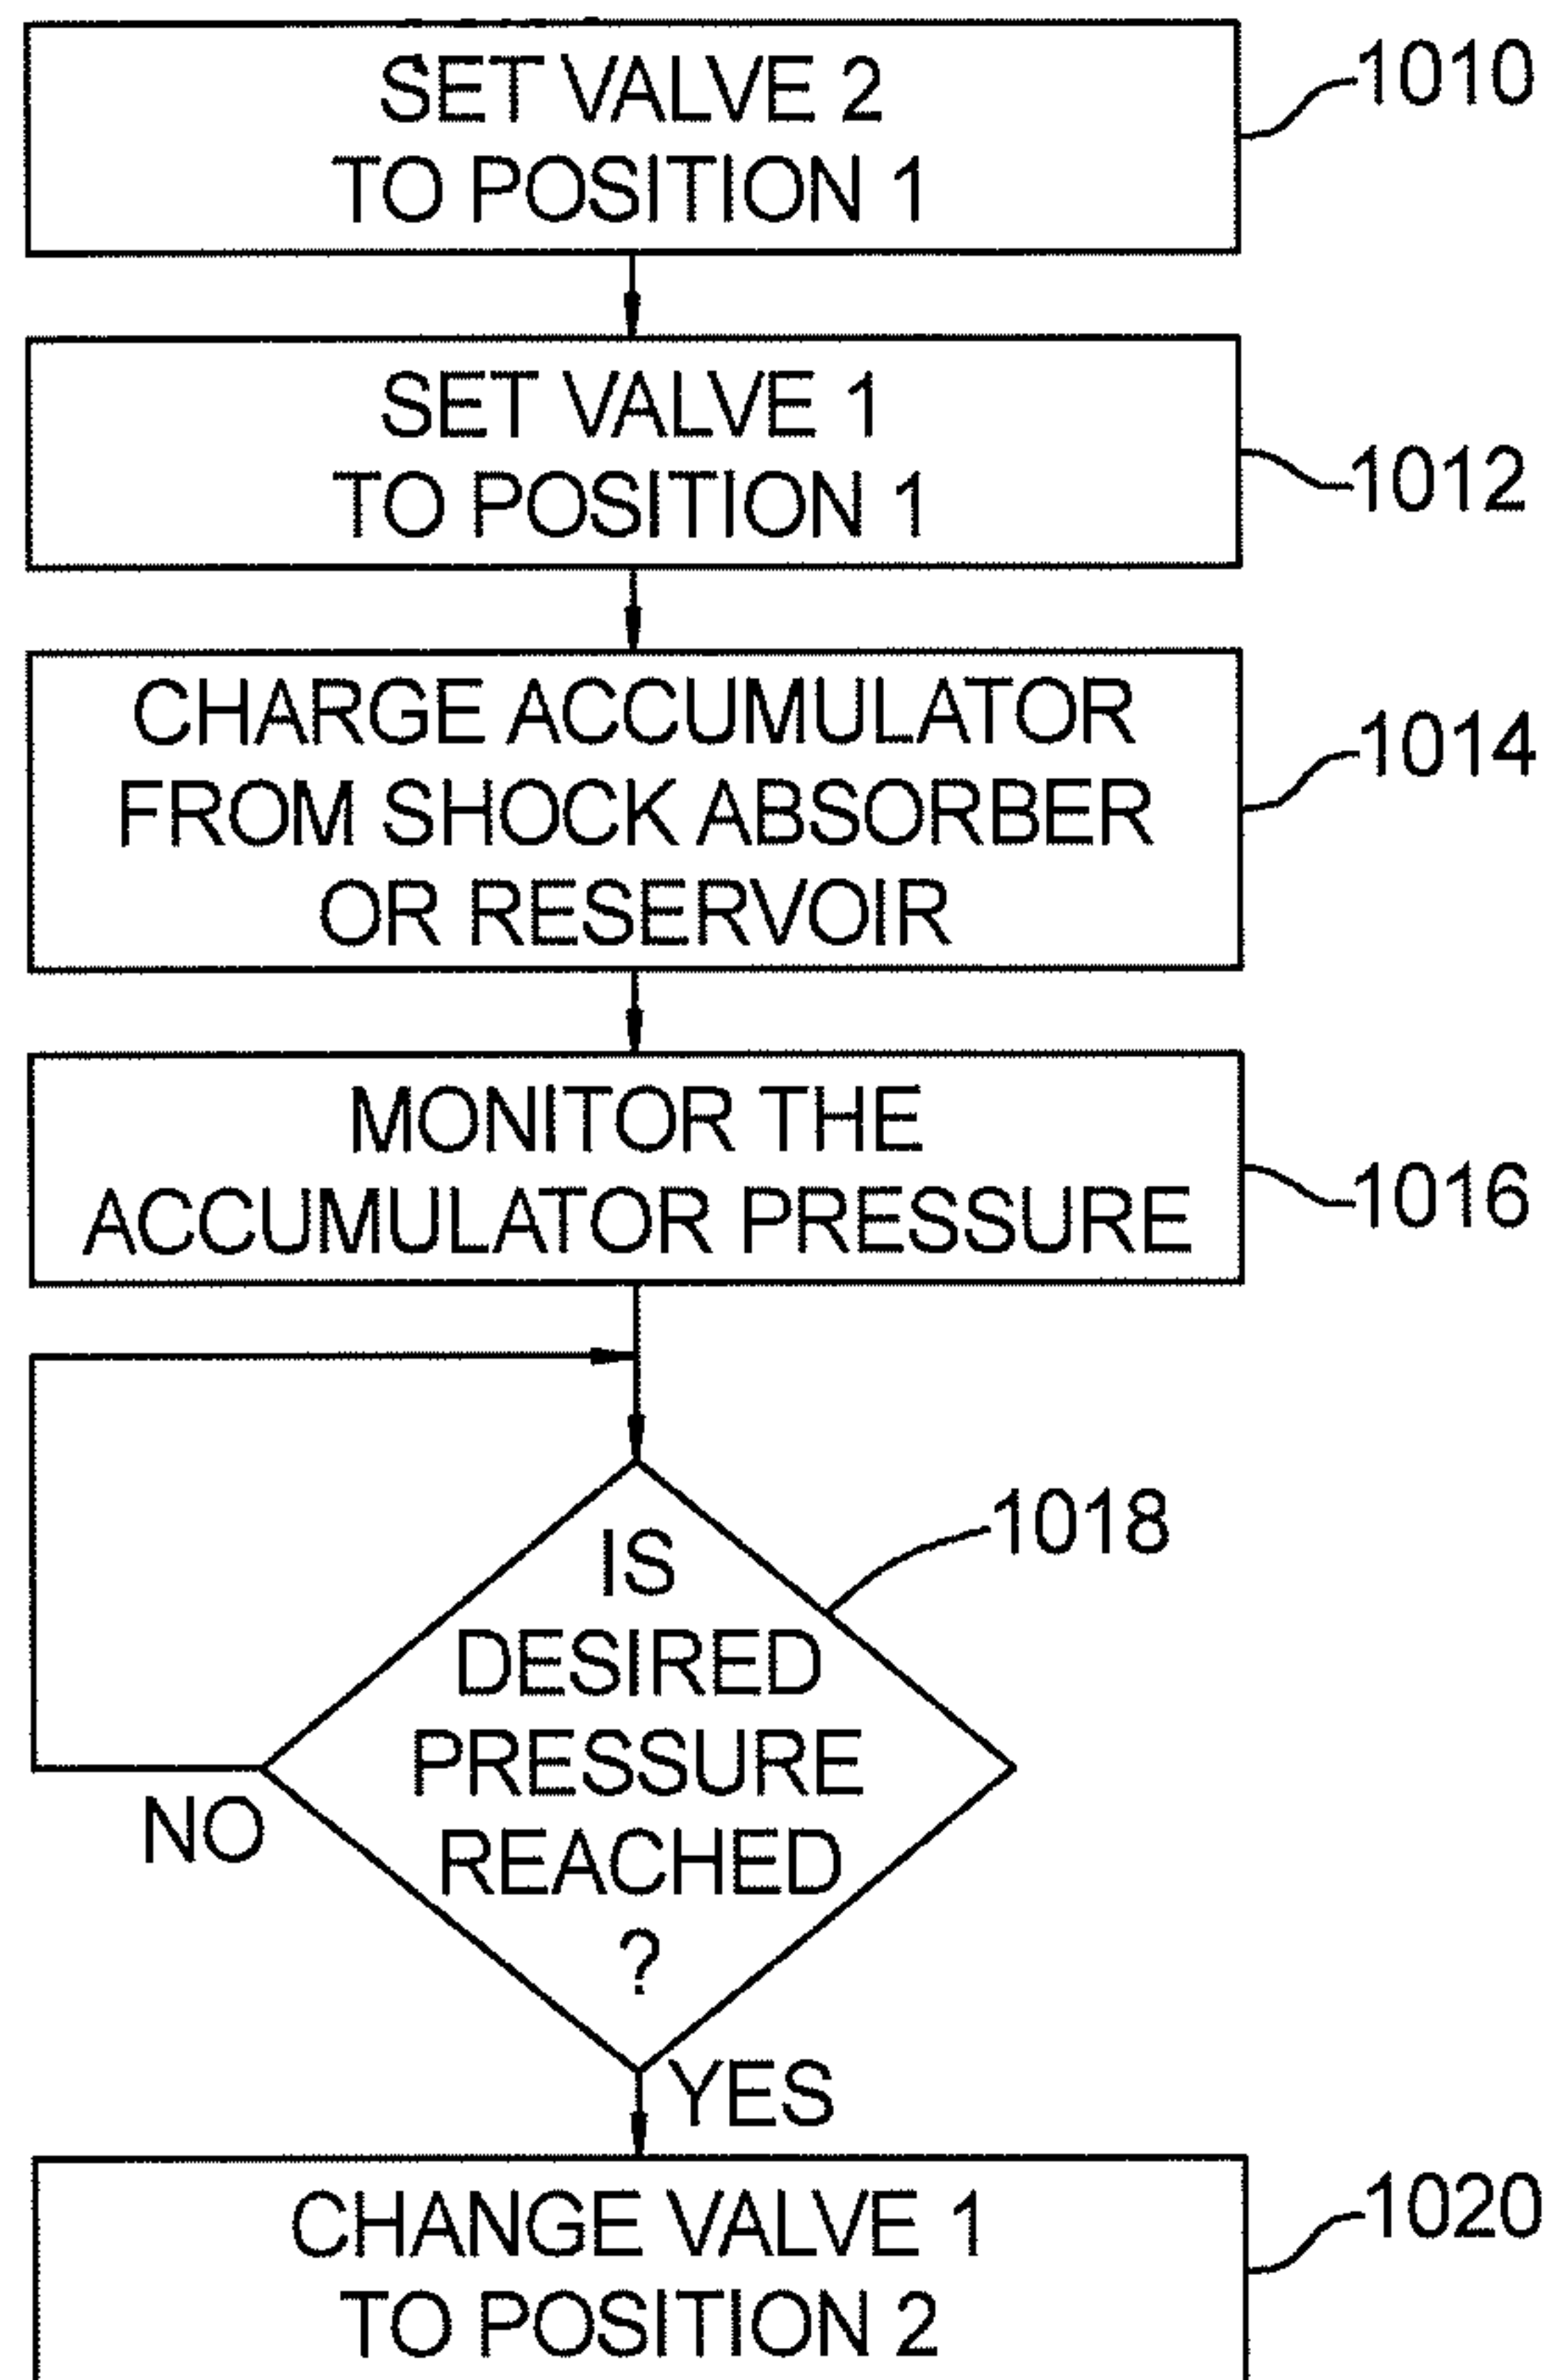 SET VALVE 2
TO POSITION 1
1010
SET VALVE 1
TO POSITION 1
1012
CHARGE ACCUMULATOR
FROM SHOCK ABSORBER
OR RESERVOIR
1014
MONITOR THE
ACCUMULATOR PRESSURE
1016
IS
DESIRED
PRESSURE
REACHED
?
1018
NO
YES
CHANGE VALVE 1
TO POSITION 2
1020